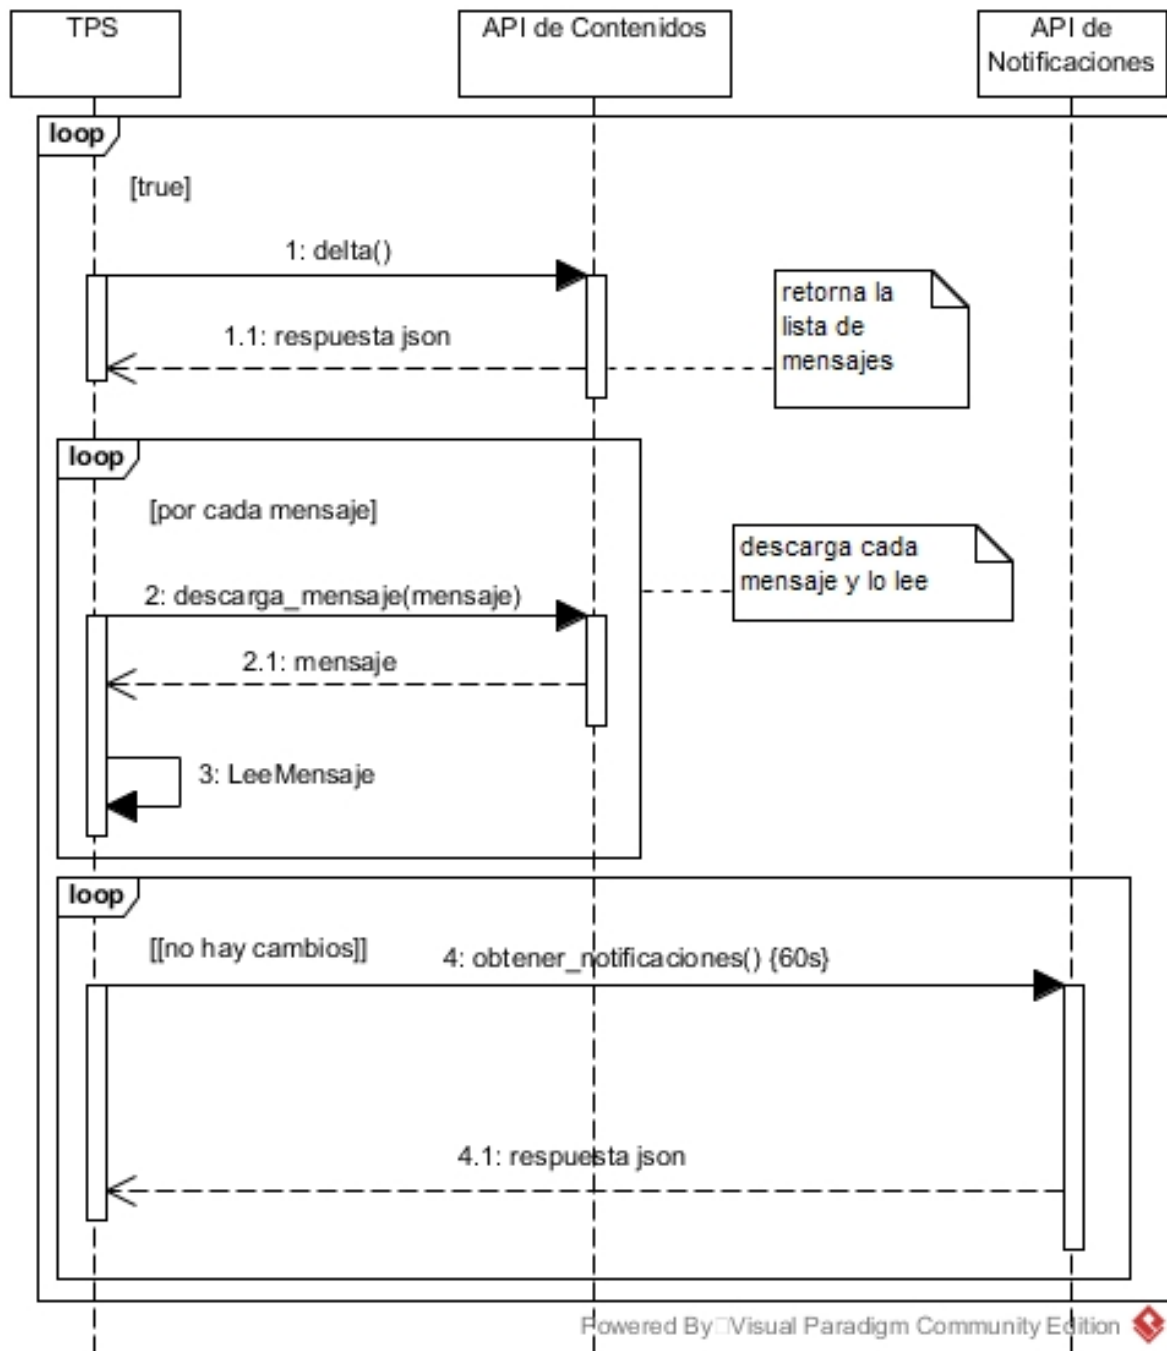 TPS
API de Contenidos
API de
Notificaciones
loop
[true]
1: delta()
retorna la
lista de
mensajes
1.1: respuesta json
loop
[por cada mensaje]
descarga cada
mensaje y lo lee
2: descarga_mensaje(mensaje)
2.1: mensaje
3: LeeMensaje
loop
[[no hay cambios]]
4: obtener_notificaciones() {60s}
4.1: respuesta json
Powered By Visual Paradigm Community Edition